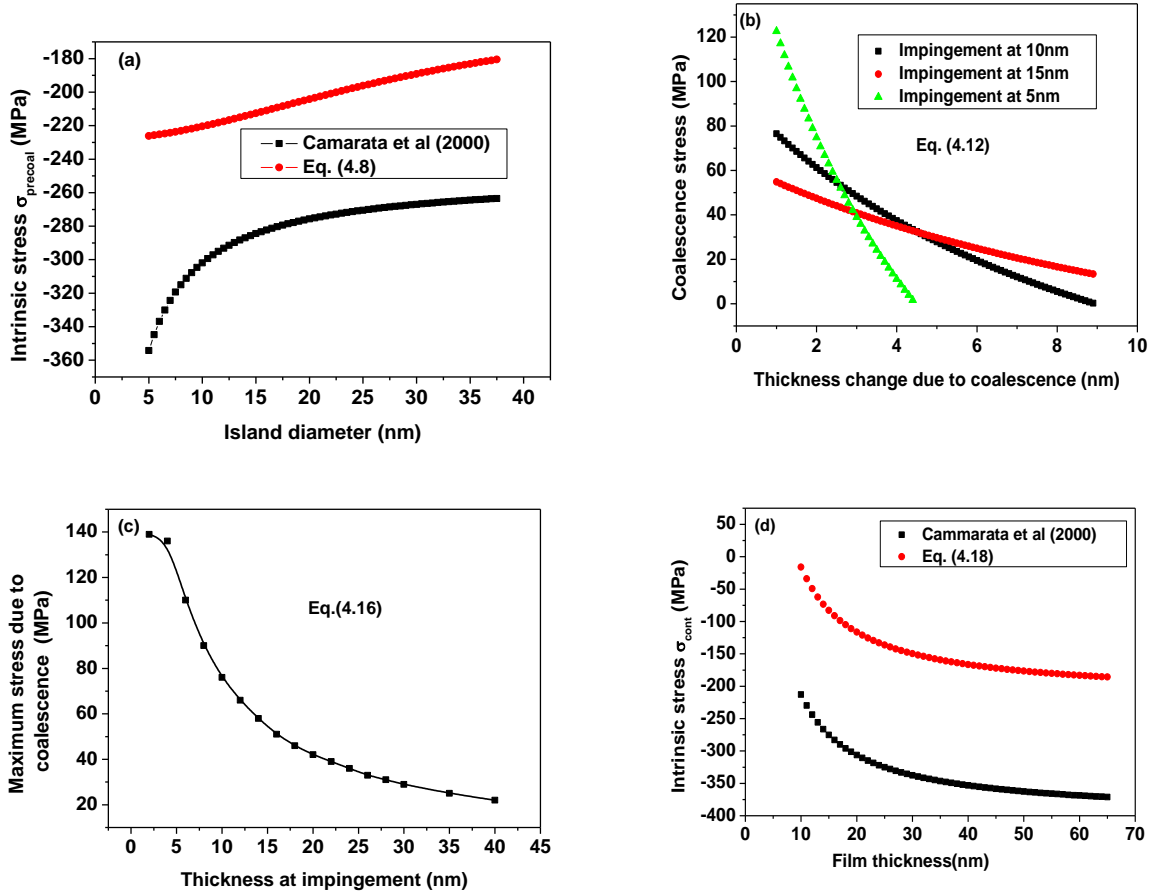 (a)
Intrinsic stress σprecoal (MPa)
-180
-200
-220
-240
-260
-280
-300
-320
-340
-360
Camarata et al (2000)
Eq. (4.8)
0 5 10 15 20 25 30 35 40
Island diameter (nm)
(b)
Coalescence stress (MPa)
120
100
80
60
40
20
0
Impingement at 10nm
Impingement at 15nm
Impingement at 5nm
Eq. (4.12)
0 2 4 6 8 10
Thickness change due to coalescence (nm)
(c)
Maximum stress due to
coalescence (MPa)
140
120
100
80
60
40
20
Eq.(4.16)
0 5 10 15 20 25 30 35 40 45
Thickness at impingement (nm)
(d)
Intrinsic stress σcont (MPa)
100
50
0
-50
-100
-150
-200
-250
-300
-350
-400
Cammarata et al (2000)
Eq. (4.18)
0 10 20 30 40 50 60 70
Film thickness(nm)